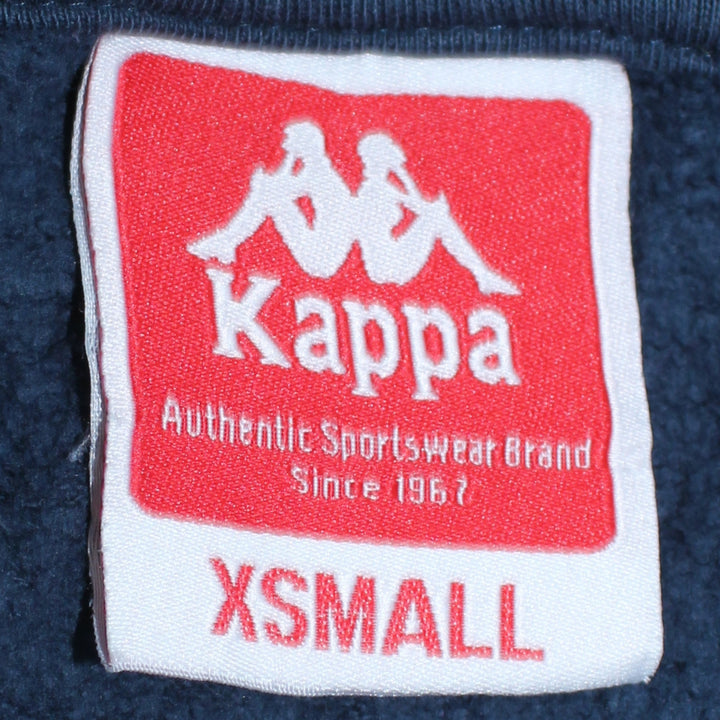 Kappa
Authentic Sportswear Brand
Since 1967
XSMALL